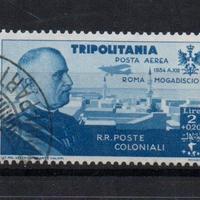 TRIPOLITANIA
POSTA AEREA
1934 A.XII
ROMA MOGADISCIO
Lire
2
+0.20
R.R. POSTE
COLONIALI